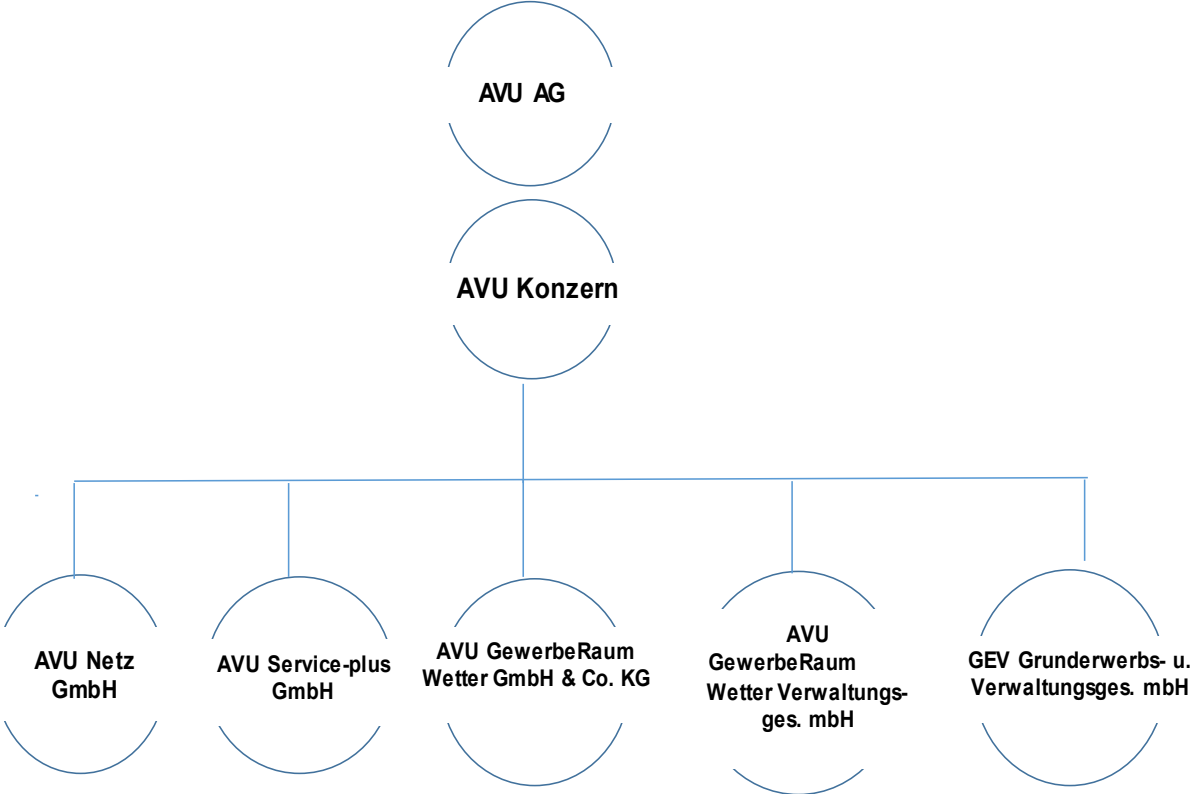 AVU AG
AVU Konzern
AVU Netz
GmbH
AVU Service-plus
GmbH
AVU GewerbeRaum
Wetter GmbH & Co. KG
AVU
GewerbeRaum
Wetter Verwaltungs-
ges. mbH
GEV Grunderwerbs- u.
Verwaltungsges. mbH